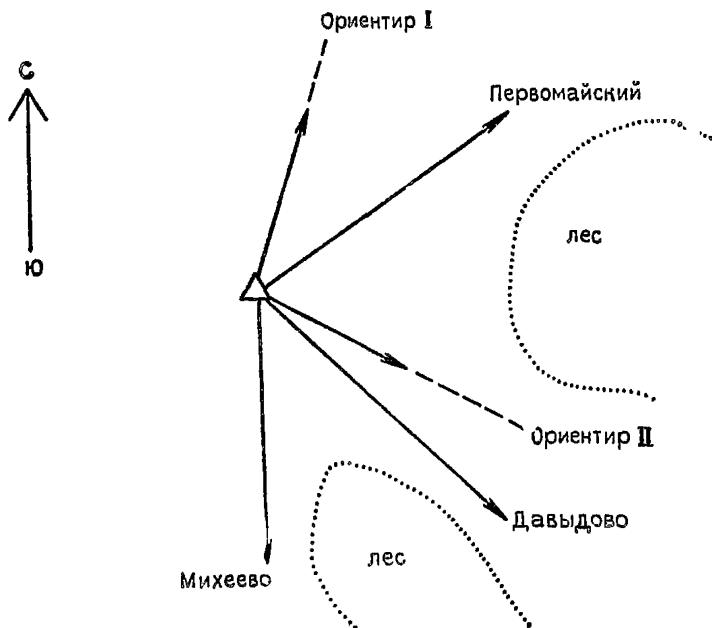 Ориентир I
С
Первомайский
лес
Ю
Ориентир II
Давыдово
лес
Михеево